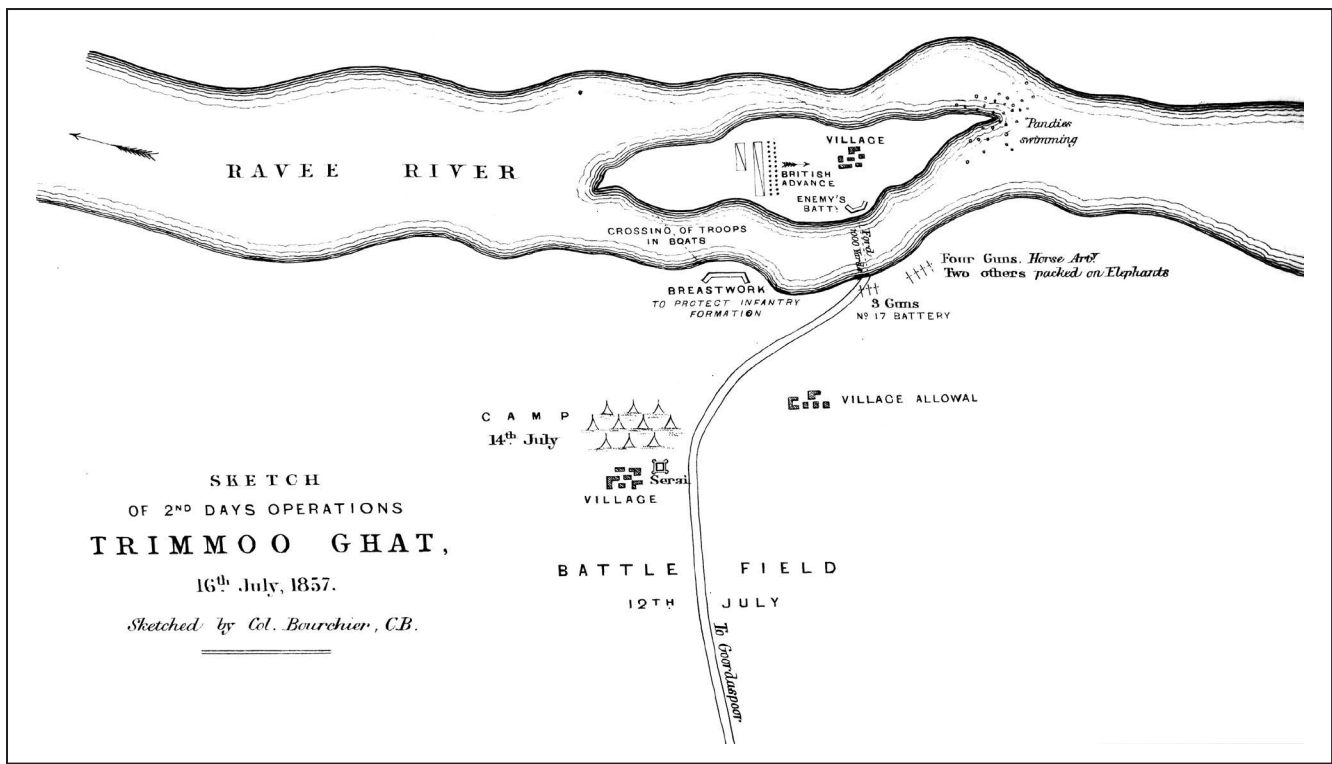 RAVEE RIVER
VILLAGE
BRITISH
ADVANCE
ENEMY'S
BATTY
Pandies
swimming
CROSSING OF TROOPS
IN BOATS
Ford.
BREASTWORK
TO PROTECT INFANTRY
FORMATION
Four Guns. Horse Arty
Two others packed on Elephants
3 Guns
No 17 BATTERY
VILLAGE ALLOWAL
CAMP
14th July
Serai
VILLAGE
SKETCH
OF 2ND DAYS OPERATIONS
TRIMMOO GHAT,
16th July, 1857.
Sketched by Col. Bourchier, C.B.
BATTLE FIELD
12TH JULY
To Goordaspoor